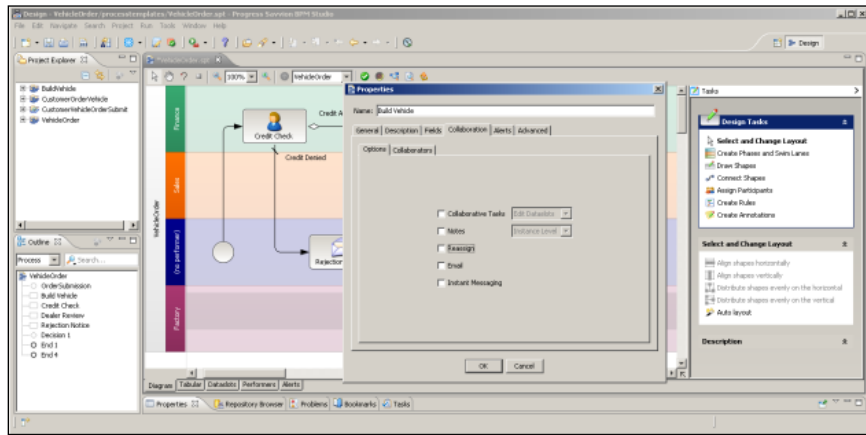 Design - VehicleOrder/processtemplates/VehicleOrder.spt - Progress Savvion BPM Studio
File Edit Navigate Search Project Run Tools Window Help
Design
Project Explorer
BuildVehicle
CustomerOrderVehicle
CustomerVehicleOrderSubmit
VehicleOrder
*VehicleOrder.spt
100%
VehicleOrder
Finance
Sales
(no performer)
Factory
VehicleOrder
Credit Check
Credit A
Credit Denied
Rejection
Properties
Name: Build Vehicle
General Description Fields Collaboration Alerts Advanced
Options Collaborators
Collaborative Tasks Edit Dataslots
Notes Instance Level
Reassign
Email
Instant Messaging
OK Cancel
Tasks
Design Tasks
Select and Change Layout
Create Phases and Swim Lanes
Draw Shapes
Connect Shapes
Assign Participants
Create Rules
Create Annotations
Select and Change Layout
Align shapes horizontally
Align shapes vertically
Distribute shapes evenly on the horizontal
Distribute shapes evenly on the vertical
Auto layout
Description
Outline
Process Search...
VehicleOrder
OrderSubmission
Build Vehicle
Credit Check
Dealer Review
Rejection Notice
Decision 1
End 1
End 4
Diagram Tabular Dataslots Performers Alerts
Properties Repository Browser Problems Bookmarks Tasks